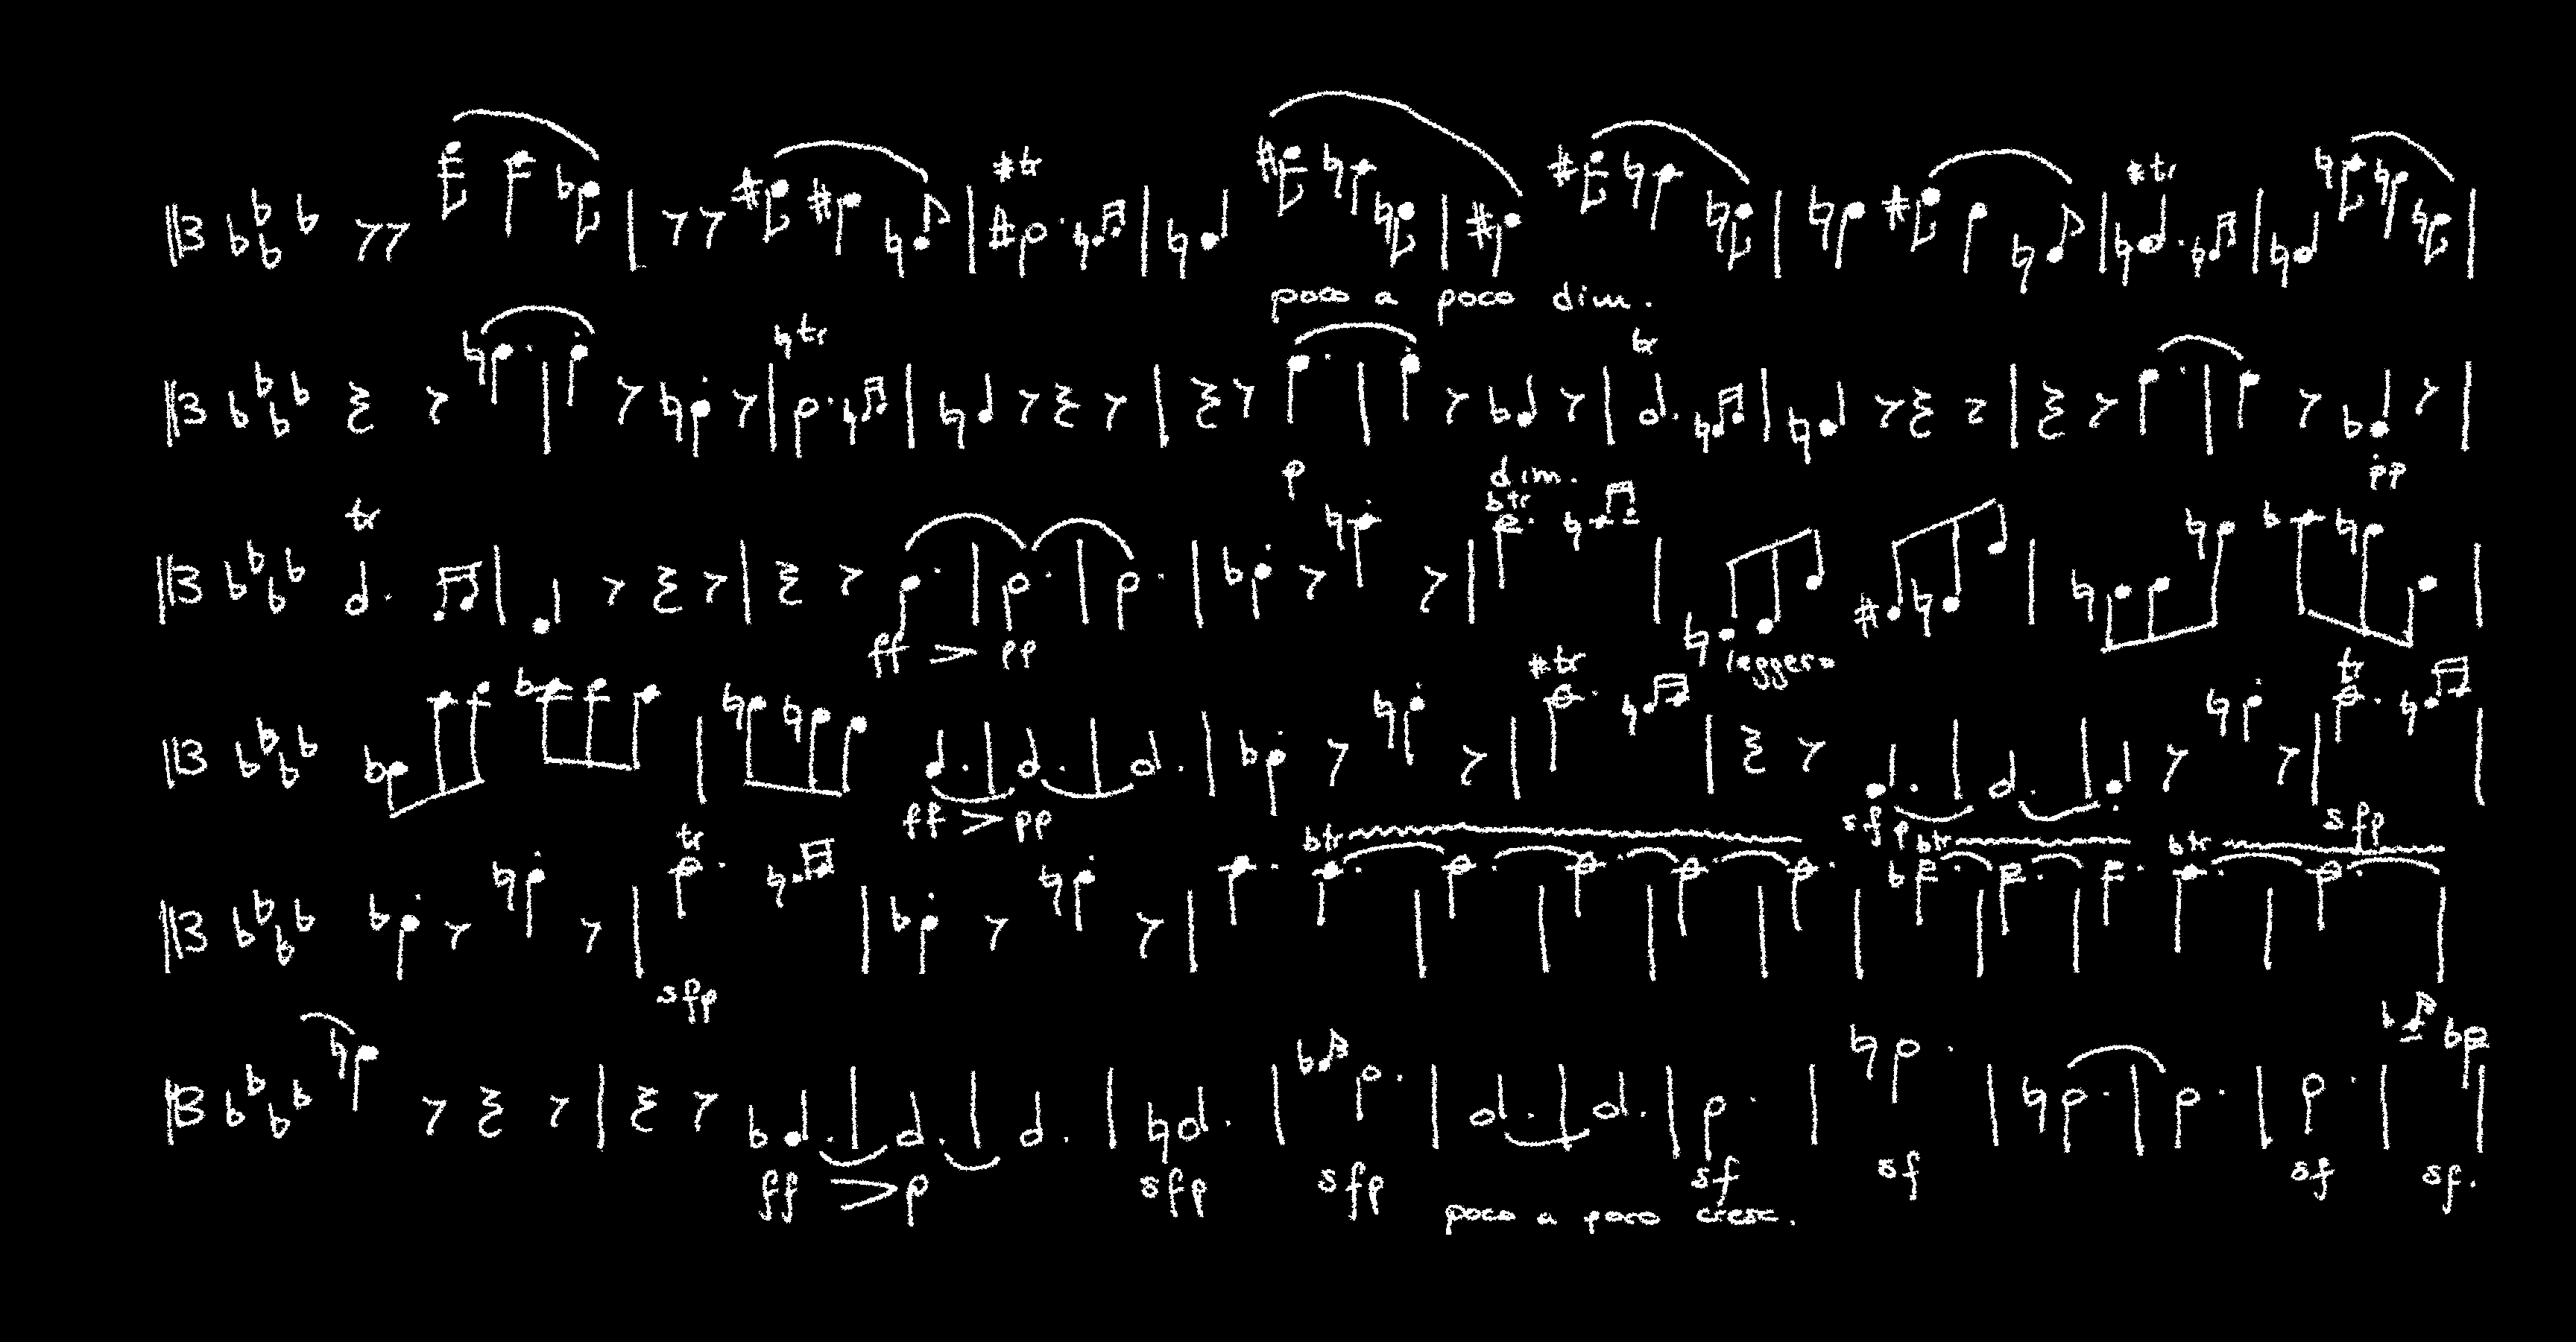 tr
tr
poco a poco dim.
tr
tr
p
dim.
pp
tr
tr
ff > pp
leggero
tr
tr
ff > pp
sfp
sfp
tr
tr
tr
tr
sfp
ff > p
sfp
sfp
sf
sf
sf
sf.
poco a poco cresc.